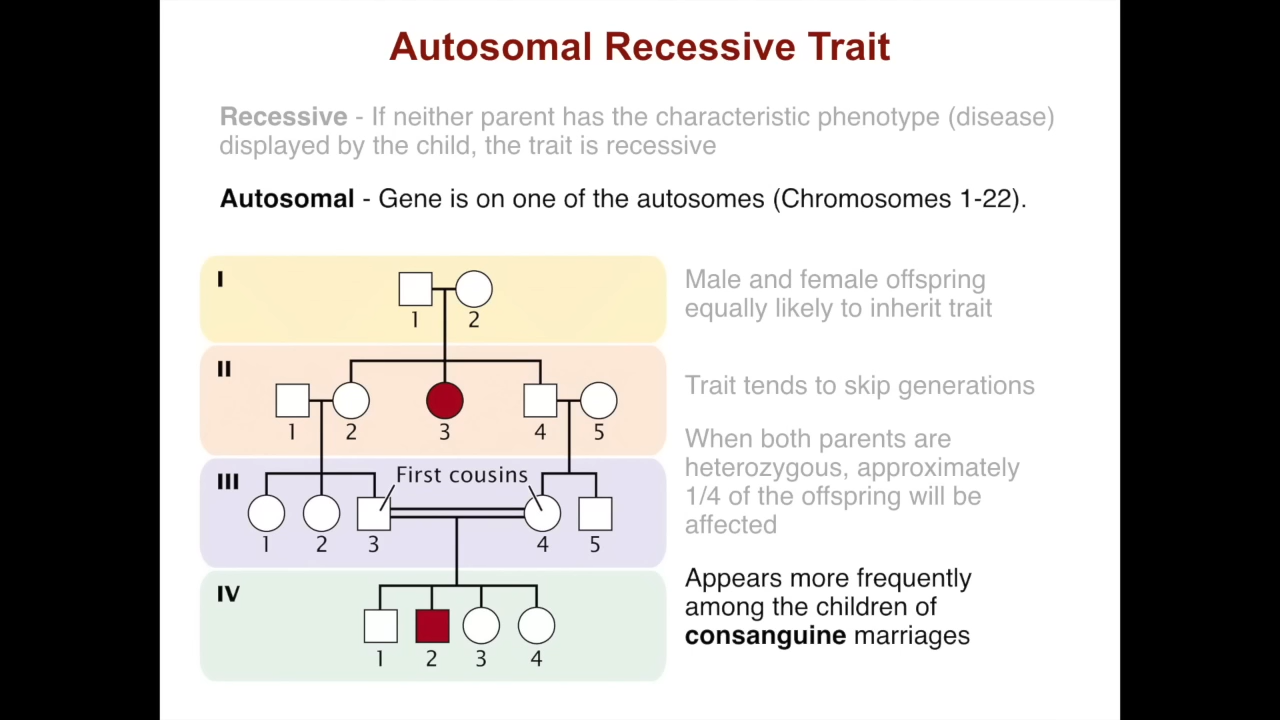 Autosomal Recessive Trait
Recessive - If neither parent has the characteristic phenotype (disease)
displayed by the child, the trait is recessive
Autosomal - Gene is on one of the autosomes (Chromosomes 1-22).
I
1 2
II
1 2 3 4 5
III
First cousins
1 2 3 4 5
IV
1 2 3 4
Male and female offspring
equally likely to inherit trait
Trait tends to skip generations
When both parents are
heterozygous, approximately
1/4 of the offspring will be
affected
Appears more frequently
among the children of
consanguine marriages